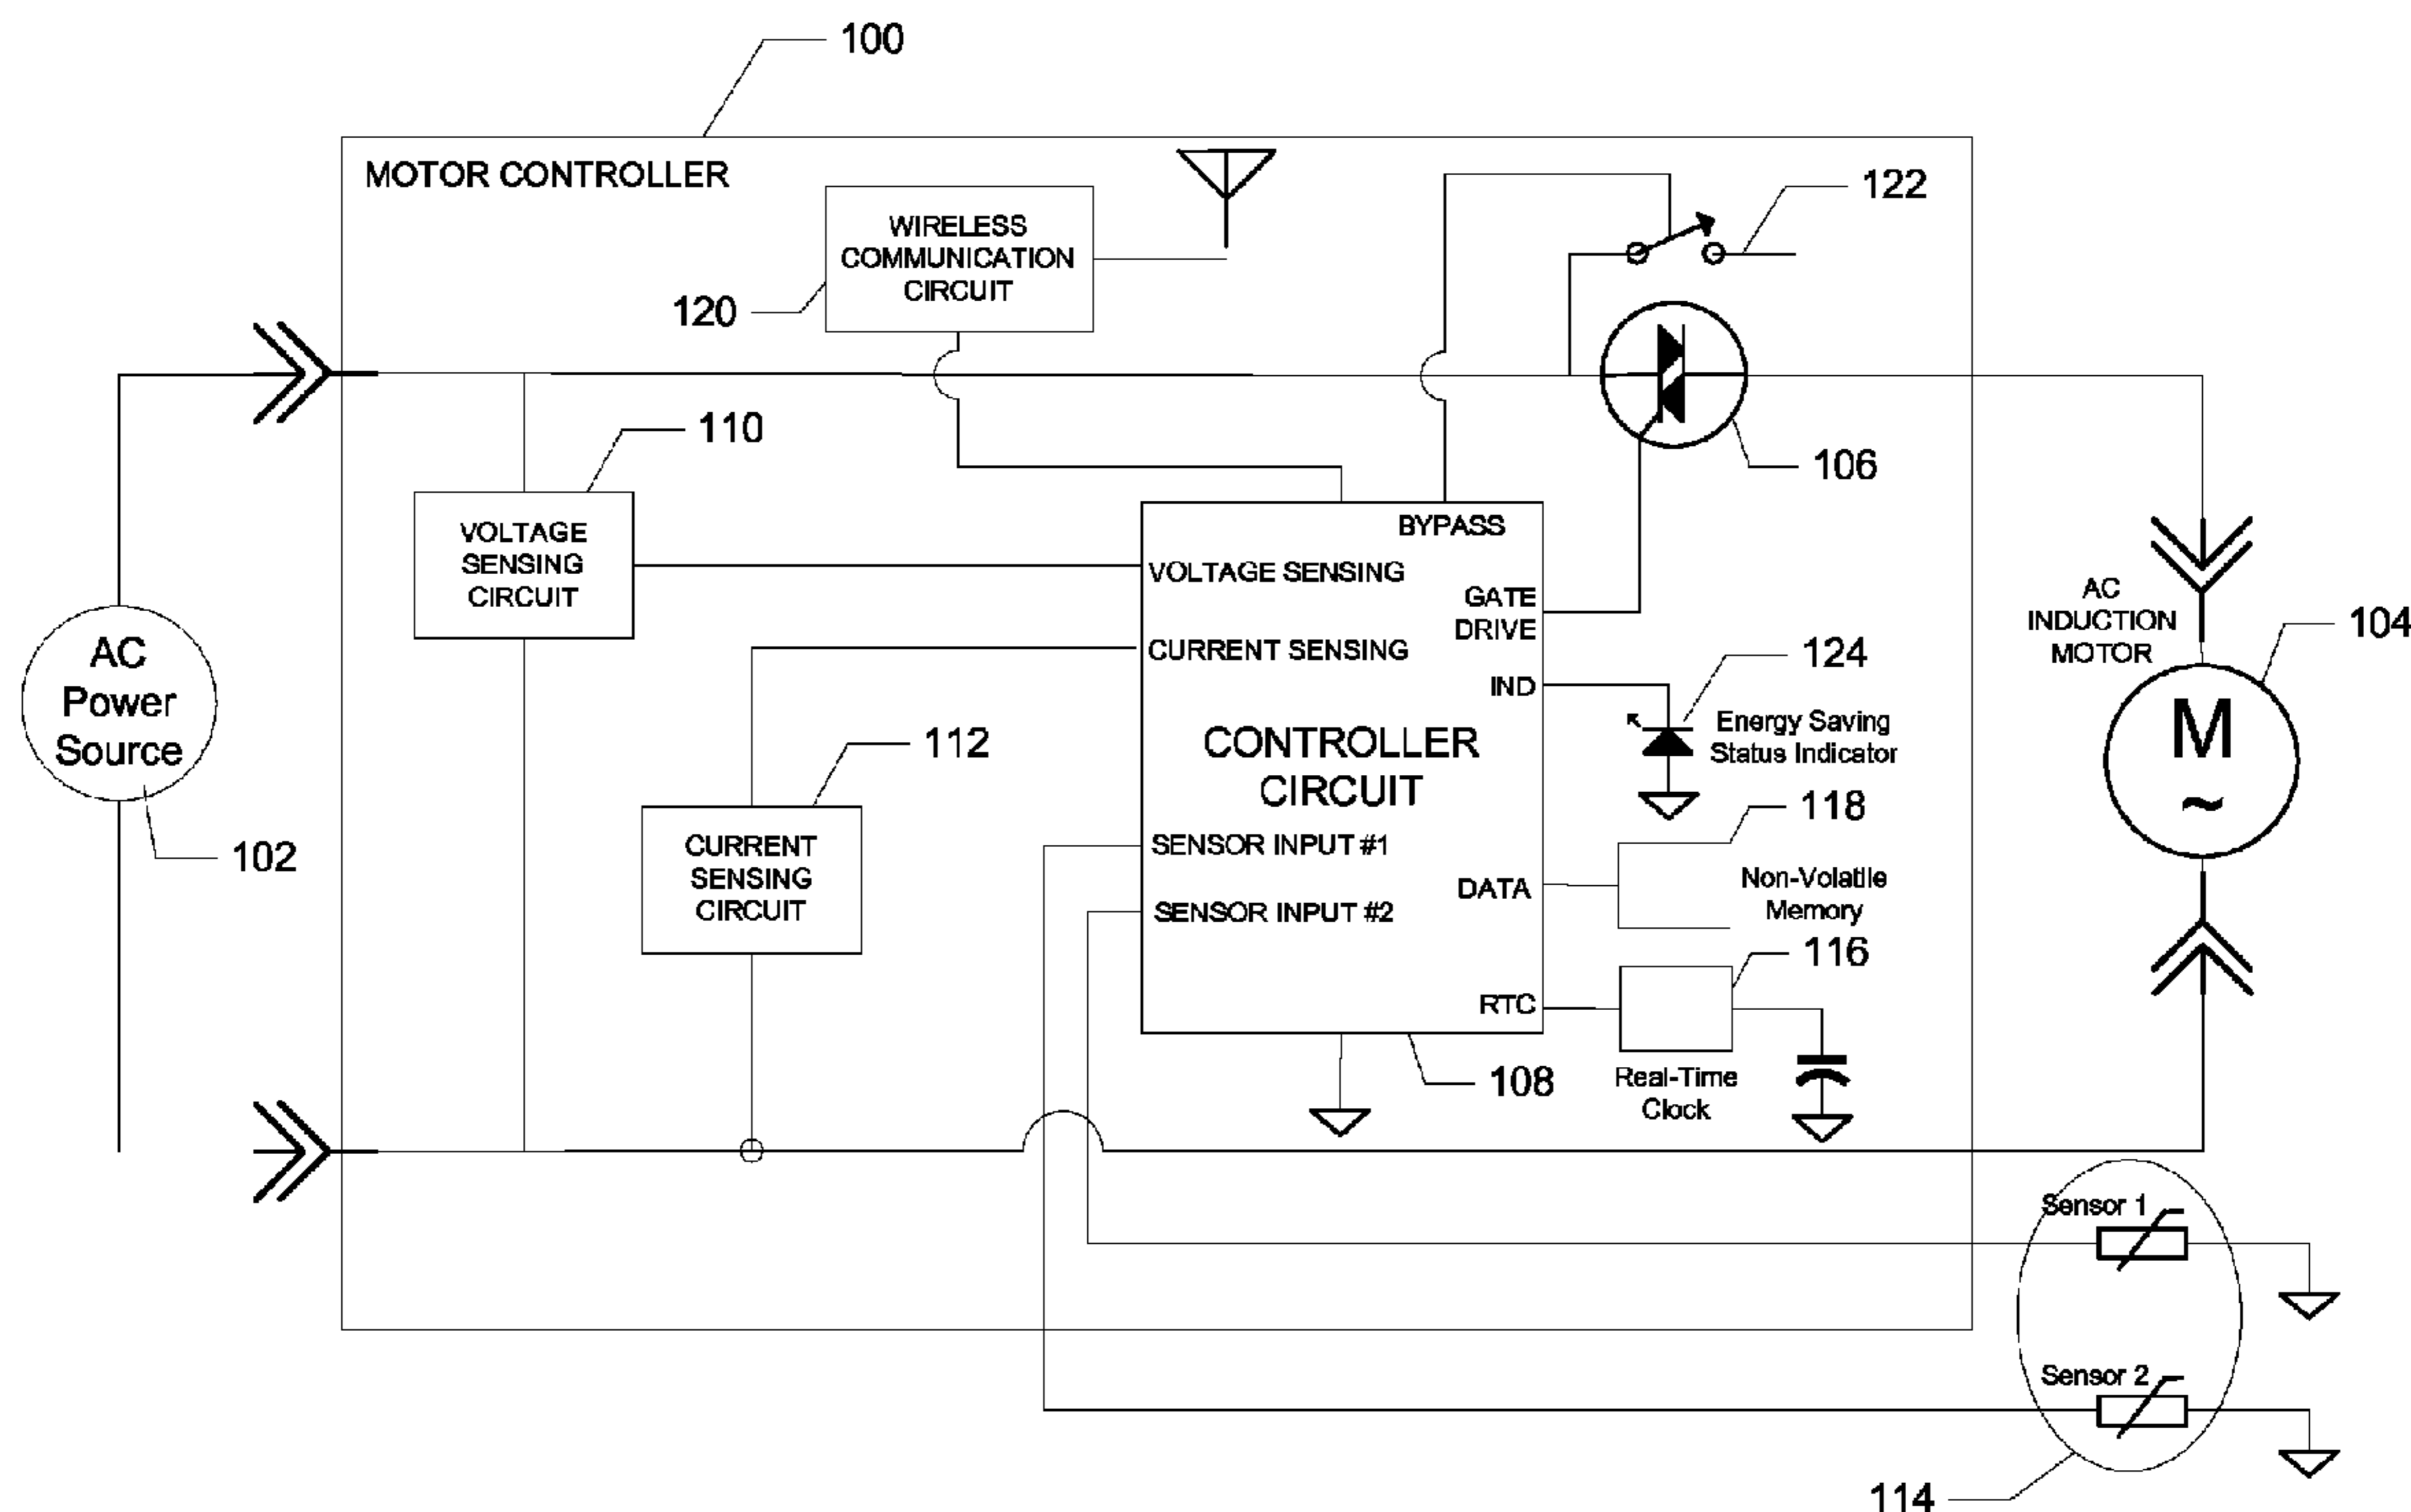 100
MOTOR CONTROLLER
WIRELESS
COMMUNICATION
CIRCUIT
120
122
110
106
VOLTAGE
SENSING
CIRCUIT
BYPASS
VOLTAGE SENSING
GATE
DRIVE
CURRENT SENSING
IND
CONTROLLER
CIRCUIT
SENSOR INPUT #1
SENSOR INPUT #2
DATA
RTC
108
AC
Power
Source
102
112
CURRENT
SENSING
CIRCUIT
124
Energy Saving
Status Indicator
118
Non-Volatile
Memory
116
Real-Time
Clock
AC
INDUCTION
MOTOR
104
M
~
Sensor 1
Sensor 2
114